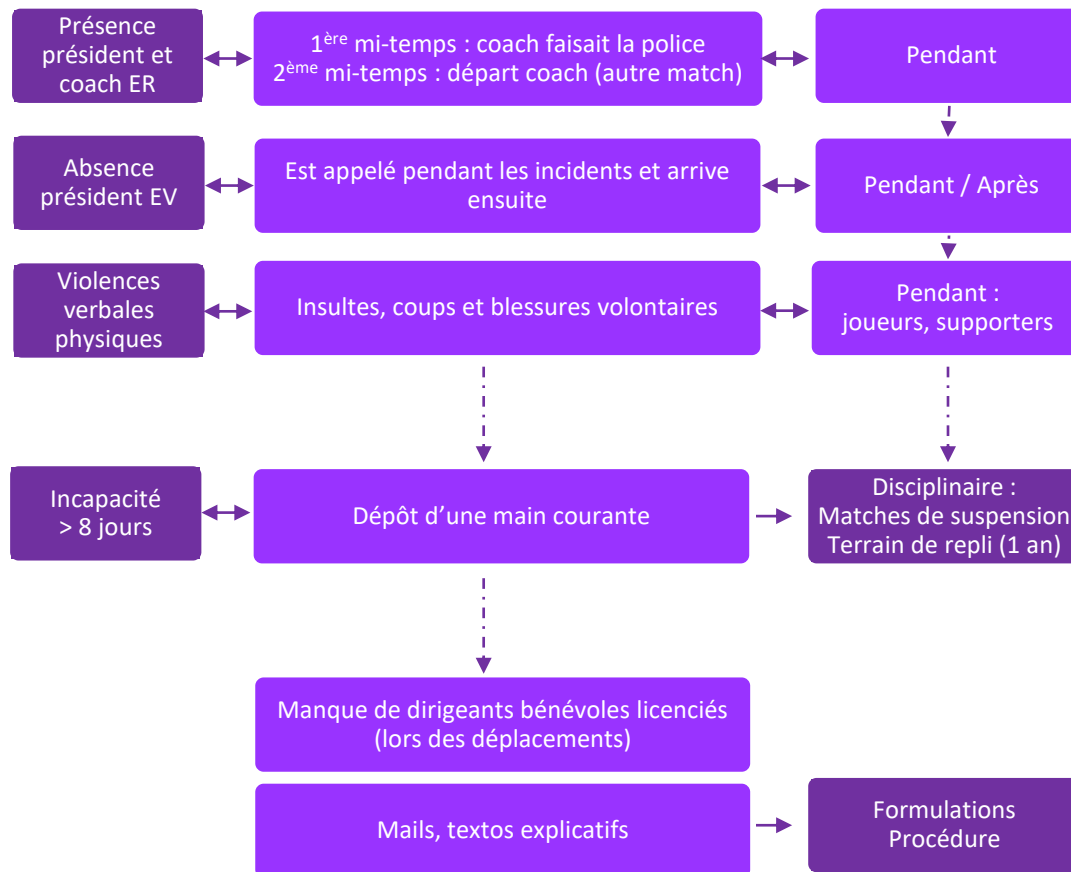 Présence
président et
coach ER
1ère mi-temps : coach faisait la police
2ème mi-temps : départ coach (autre match)
Pendant
Absence
président EV
Est appelé pendant les incidents et arrive
ensuite
Pendant / Après
Violences
verbales
physiques
Insultes, coups et blessures volontaires
Pendant :
joueurs, supporters
Incapacité
> 8 jours
Dépôt d’une main courante
Disciplinaire :
Matches de suspension
Terrain de repli (1 an)
Manque de dirigeants bénévoles licenciés
(lors des déplacements)
Mails, textos explicatifs
Formulations
Procédure